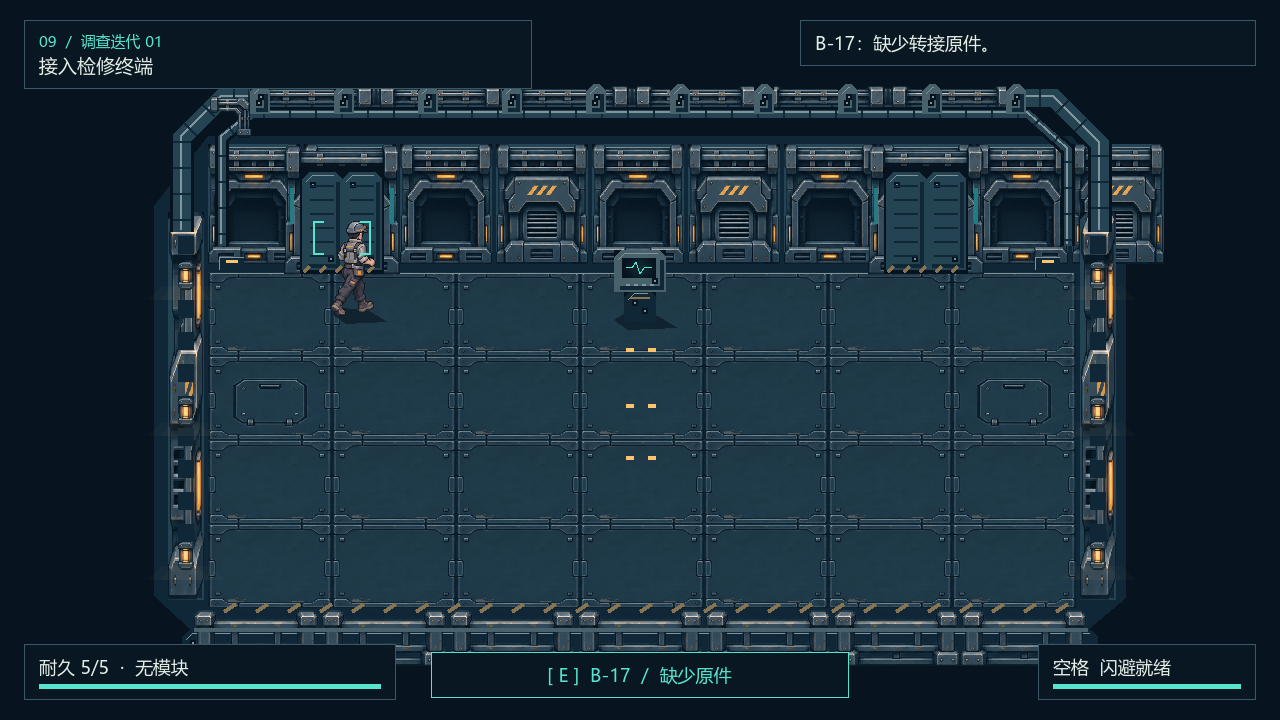 09 / 调查迭代 01
接入检修终端
B-17：缺少转接原件。
耐久 5/5 · 无模块
[ E ] B-17 / 缺少原件
空格 闪避就绪